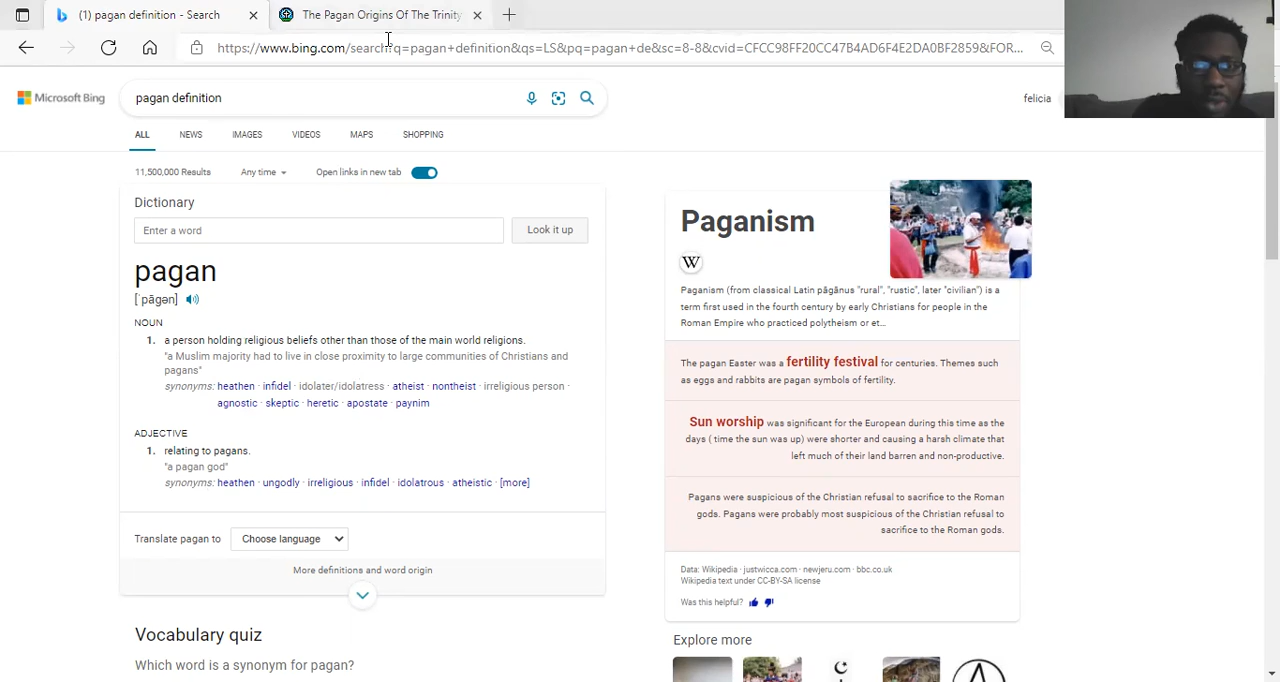 (1) pagan definition - Search
The Pagan Origins Of The Trinity
https://www.bing.com/search?q=pagan+definition&qs=LS&pq=pagan+de&sc=8-8&cvid=CFCC98FF20CC47B4AD6F4E2DA0BF2859&FOR...
Microsoft Bing
pagan definition
felicia
ALL NEWS IMAGES VIDEOS MAPS SHOPPING
11,500,000 Results Any time Open links in new tab
Dictionary
Enter a word Look it up
pagan
[ˈpāɡən]
NOUN
1. a person holding religious beliefs other than those of the main world religions.
"a Muslim majority had to live in close proximity to large communities of Christians and
pagans"
synonyms: heathen · infidel · idolater/idolatress · atheist · nontheist · irreligious person ·
agnostic · skeptic · heretic · apostate · paynim
ADJECTIVE
1. relating to pagans.
"a pagan god"
synonyms: heathen · ungodly · irreligious · infidel · idolatrous · atheistic · [more]
Translate pagan to Choose language
More definitions and word origin
Vocabulary quiz
Which word is a synonym for pagan?
Paganism
W
Paganism (from classical Latin pāgānus "rural", "rustic", later "civilian") is a
term first used in the fourth century by early Christians for people in the
Roman Empire who practiced polytheism or et...
The pagan Easter was a fertility festival for centuries. Themes such
as eggs and rabbits are pagan symbols of fertility.
Sun worship was significant for the European during this time as the
days ( time the sun was up) were shorter and causing a harsh climate that
left much of their land barren and non-productive.
Pagans were suspicious of the Christian refusal to sacrifice to the Roman
gods. Pagans were probably most suspicious of the Christian refusal to
sacrifice to the Roman gods.
Data: Wikipedia · justwicca.com · newjeru.com · bbc.co.uk
Wikipedia text under CC-BY-SA license
Was this helpful?
Explore more